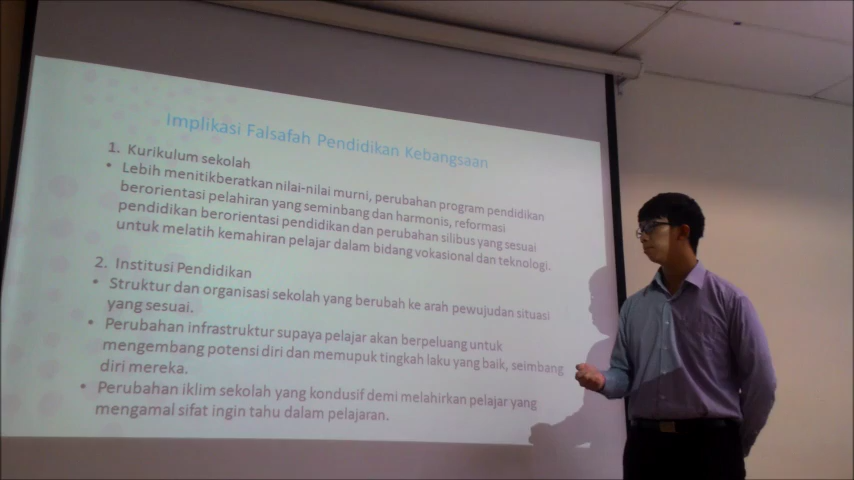 Implikasi Falsafah Pendidikan Kebangsaan
1. Kurikulum sekolah
• Lebih menitikberatkan nilai-nilai murni, perubahan program pendidikan
berorientasi pelahiran yang seminbang dan harmonis, reformasi
pendidikan berorientasi pendidikan dan perubahan silibus yang sesuai
untuk melatih kemahiran pelajar dalam bidang vokasional dan teknologi.
2. Institusi Pendidikan
• Struktur dan organisasi sekolah yang berubah ke arah pewujudan situasi
yang sesuai.
• Perubahan infrastruktur supaya pelajar akan berpeluang untuk
mengembang potensi diri dan memupuk tingkah laku yang baik, seimbang
diri mereka.
• Perubahan iklim sekolah yang kondusif demi melahirkan pelajar yang
mengamal sifat ingin tahu dalam pelajaran.